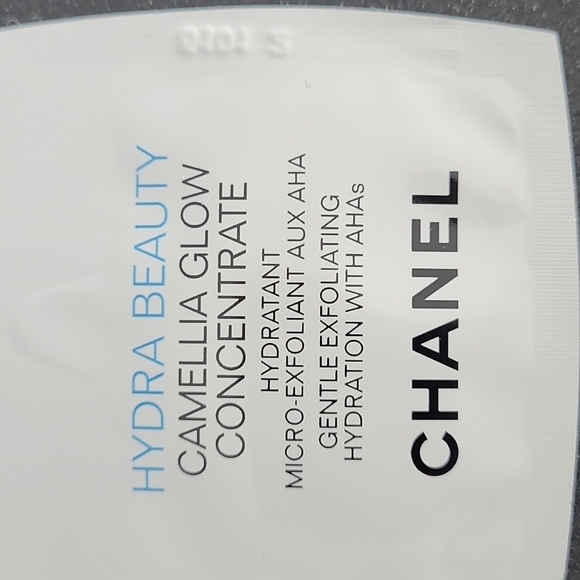 HYDRA BEAUTY
CAMELLIA GLOW
CONCENTRATE
HYDRATANT
MICRO-EXFOLIANT AUX AHA
GENTLE EXFOLIATING
HYDRATION WITH AHAs
CHANEL